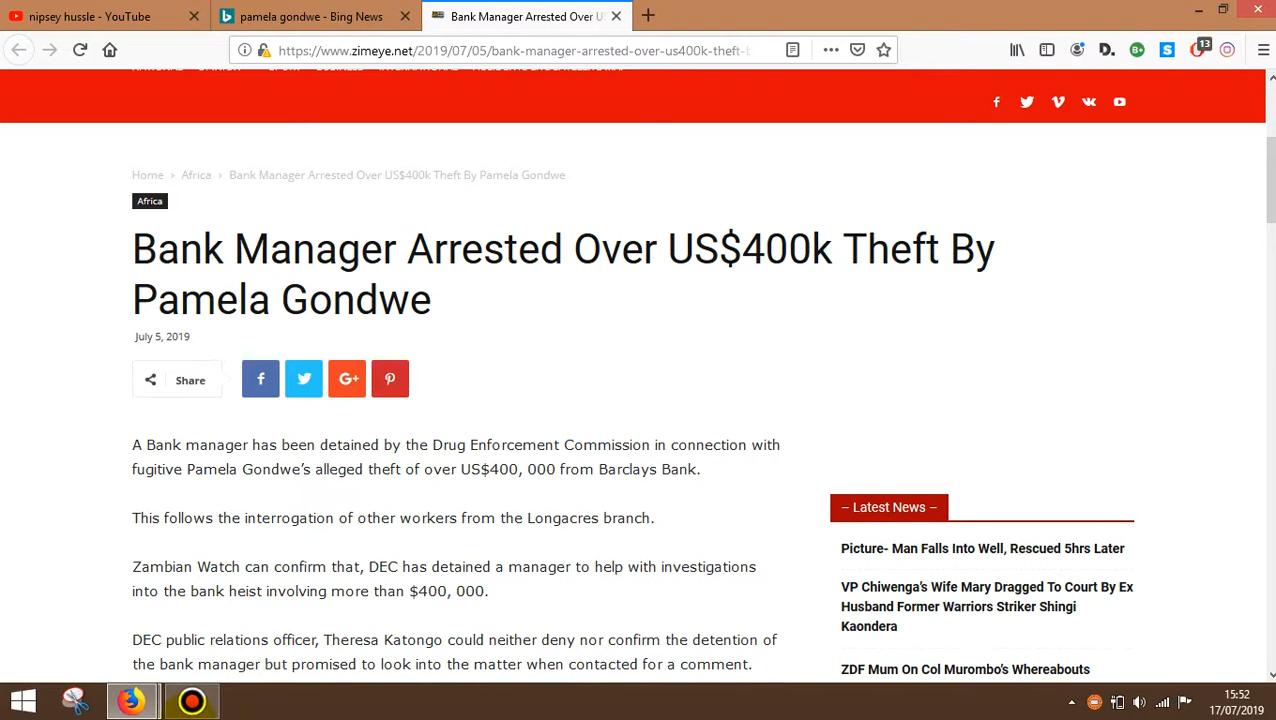 nipsey hussle - YouTube
pamela gondwe - Bing News
Bank Manager Arrested Over U
https://www.zimeye.net/2019/07/05/bank-manager-arrested-over-us400k-theft-b
13
Home › Africa › Bank Manager Arrested Over US$400k Theft By Pamela Gondwe
Africa
Bank Manager Arrested Over US$400k Theft By
Pamela Gondwe
July 5, 2019
Share
G+
A Bank manager has been detained by the Drug Enforcement Commission in connection with
fugitive Pamela Gondwe's alleged theft of over US$400, 000 from Barclays Bank.
This follows the interrogation of other workers from the Longacres branch.
Zambian Watch can confirm that, DEC has detained a manager to help with investigations
into the bank heist involving more than $400, 000.
DEC public relations officer, Theresa Katongo could neither deny nor confirm the detention of
the bank manager but promised to look into the matter when contacted for a comment.
– Latest News –
Picture- Man Falls Into Well, Rescued 5hrs Later
VP Chiwenga's Wife Mary Dragged To Court By Ex
Husband Former Warriors Striker Shingi
Kaondera
ZDF Mum On Col Murombo's Whereabouts
15:52
17/07/2019